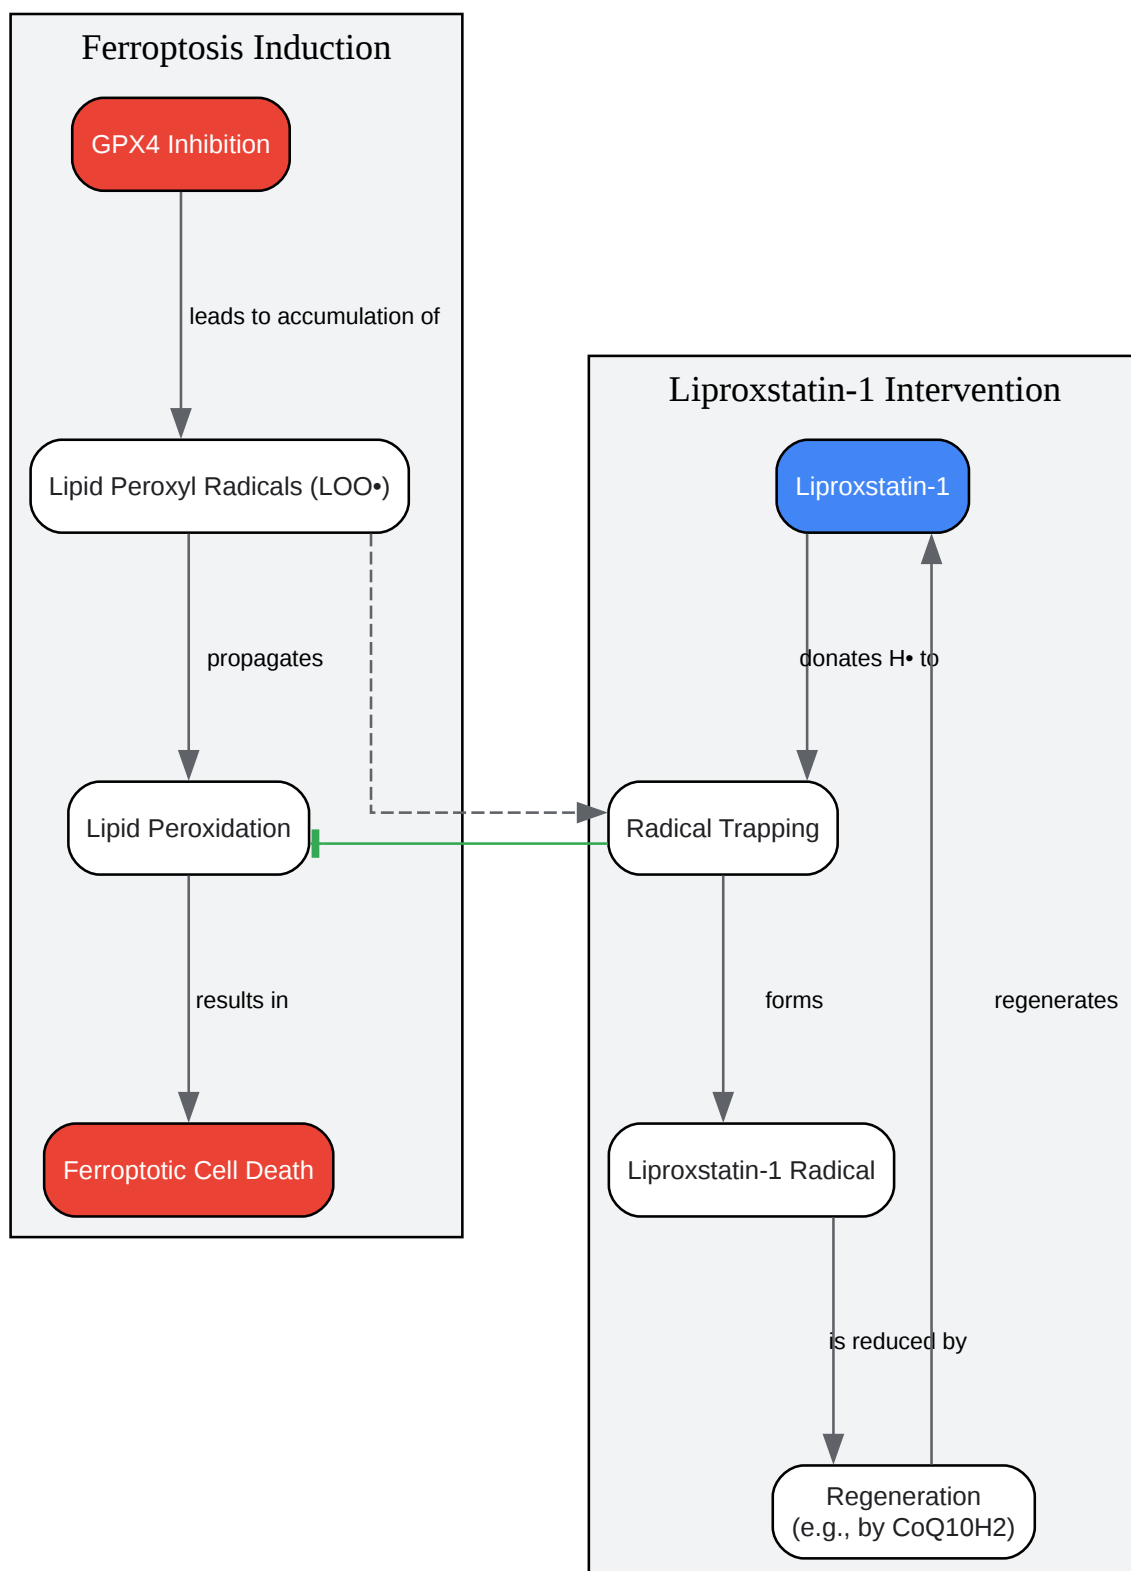 Ferroptosis Induction
GPX4 Inhibition
leads to accumulation of
Lipid Peroxyl Radicals (LOO•)
propagates
Lipid Peroxidation
results in
Ferroptotic Cell Death
Liproxstatin-1 Intervention
Liproxstatin-1
donates H• to
Radical Trapping
forms
regenerates
Liproxstatin-1 Radical
is reduced by
Regeneration
(e.g., by CoQ10H2)